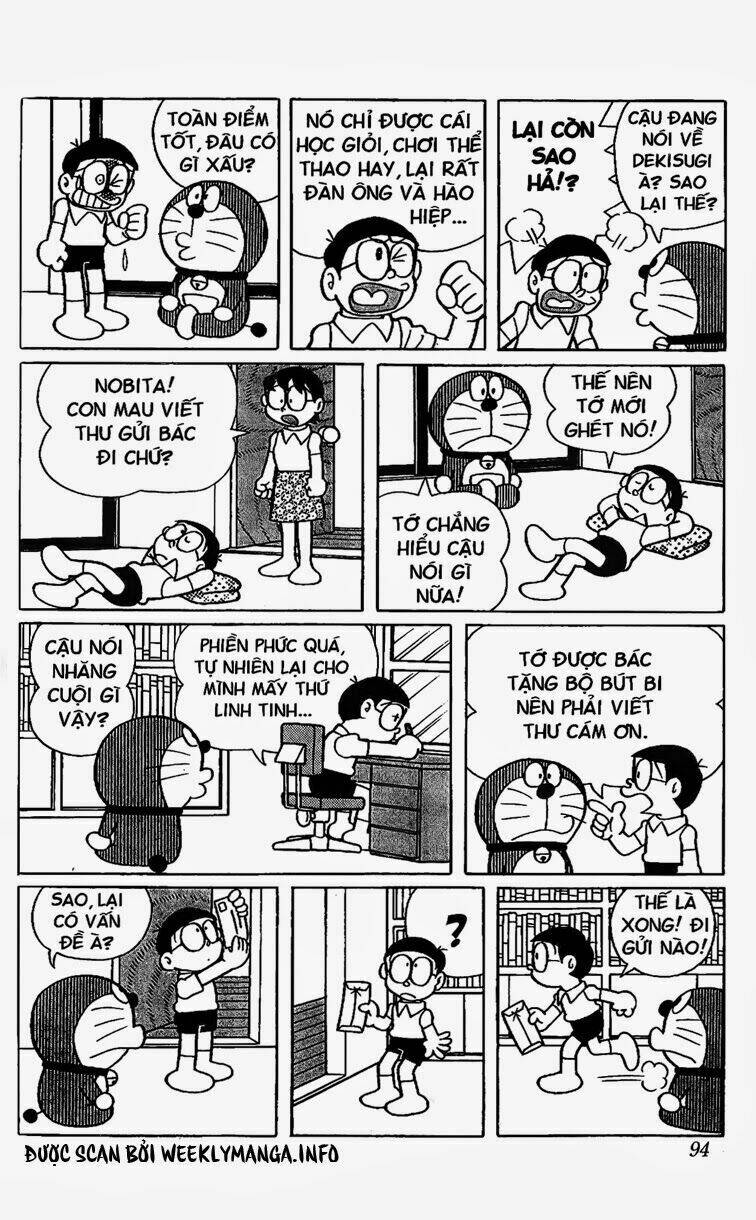 CẬU ĐANG
NÓI VỀ
DEKISUGI
À? SAO
LẠI THẾ?
LẠI CÒN
SAO
HẢ!?
NÓ CHỈ ĐƯỢC CÁI
HỌC GIỎI, CHƠI THỂ
THAO HAY, LẠI RẤT
ĐÀN ÔNG VÀ HÀO
HIỆP...
TOÀN ĐIỂM
TỐT, ĐÂU CÓ
GÌ XẤU?
THẾ NÊN
TỚ MỚI
GHÉT NÓ!
TỚ CHẲNG
HIỂU CẬU
NÓI GÌ
NỮA!
NOBITA!
CON MAU VIẾT
THƯ GỬI BÁC
ĐI CHỨ?
TỚ ĐƯỢC BÁC
TẶNG BỘ BÚT BI
NÊN PHẢI VIẾT
THƯ CÁM ƠN.
PHIỀN PHỨC QUÁ,
TỰ NHIÊN LẠI CHO
MÌNH MẤY THỨ
LINH TINH...
CẬU NÓI
NHĂNG
CUỘI GÌ
VẬY?
THẾ LÀ
XONG! ĐI
GỬI NÀO!
?
SAO, LẠI
CÓ VẤN
ĐỀ À?
ĐƯỢC SCAN BỞI WEEKLYMANGA.INFO
94